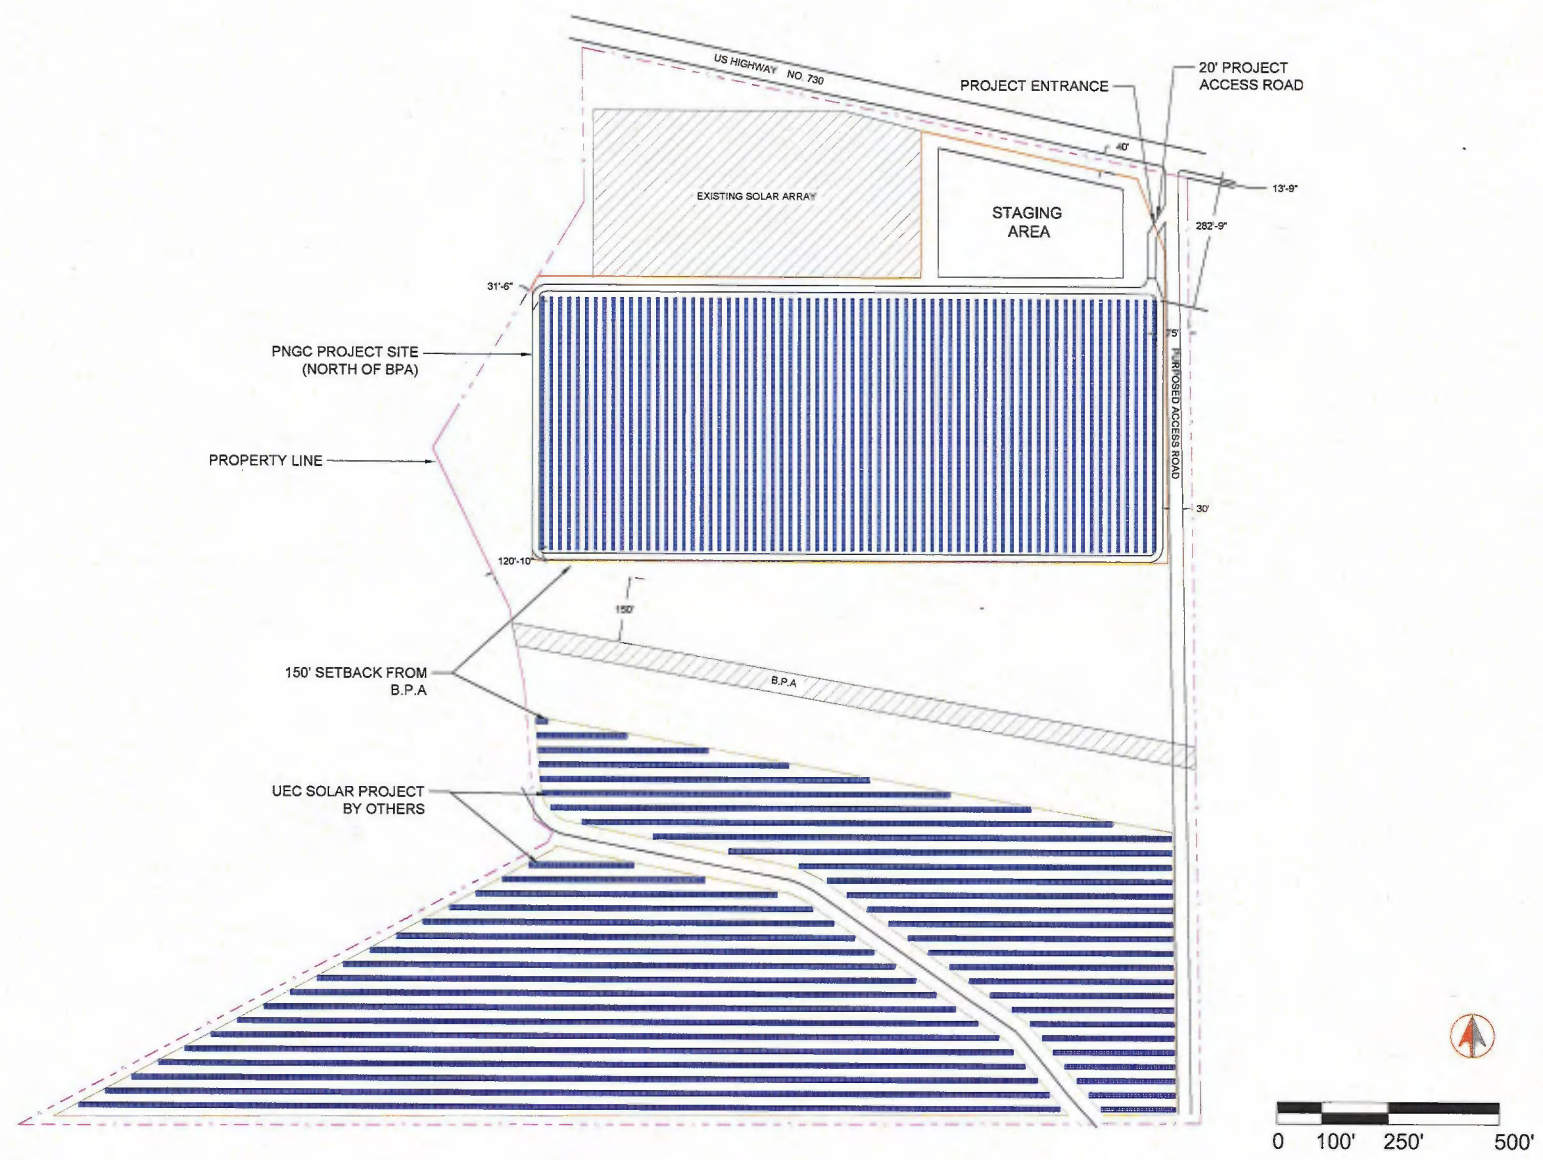 US HIGHWAY NO. 730
20' PROJECT
ACCESS ROAD
PROJECT ENTRANCE
40'
13'-9"
EXISTING SOLAR ARRAY
STAGING
AREA
282'-9"
31'-6"
75'
PNGC PROJECT SITE
(NORTH OF BPA)
PURPOSED ACCESS ROAD
PROPERTY LINE
30'
120'-10"
150'
150' SETBACK FROM
B.P.A
B.P.A
UEC SOLAR PROJECT
BY OTHERS
0 100' 250' 500'